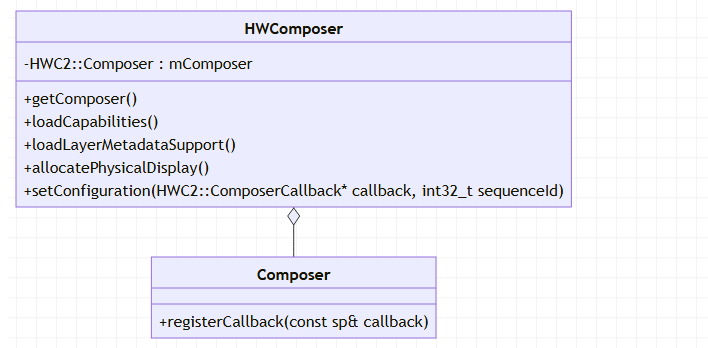 HWComposer
-HWC2::Composer : mComposer
+getComposer()
+loadCapabilities()
+loadLayerMetadataSupport()
+allocatePhysicalDisplay()
+setConfiguration(HWC2::ComposerCallback* callback, int32_t sequenceId)
Composer
+registerCallback(const sp& callback)